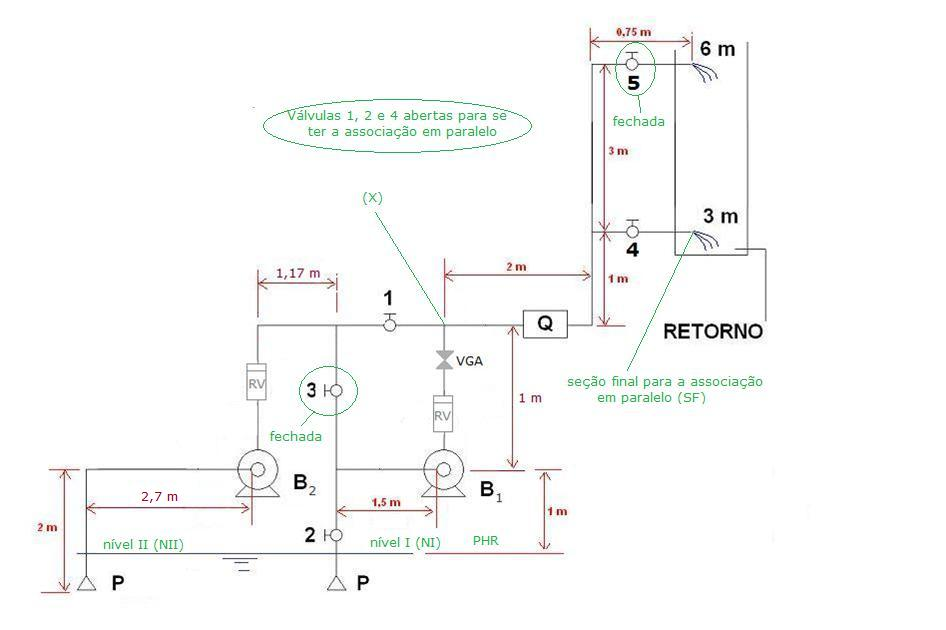 0,75 m
6 m
5
fechada
Válvulas 1, 2 e 4 abertas para se
ter a associação em paralelo
3 m
(X)
3 m
4
2 m
1 m
1,17 m
1
Q
RETORNO
VGA
RV
3
1 m
seção final para a associação
em paralelo (SF)
RV
fechada
B2
B1
2,7 m
1,5 m
1 m
2 m
2
nível II (NII)
nível I (NI)
PHR
P
P